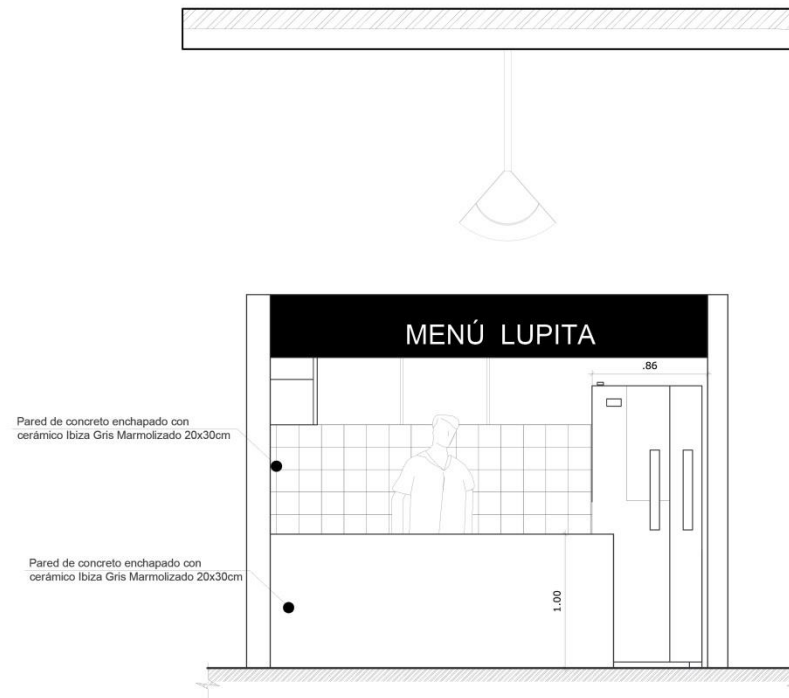 MENÚ LUPITA
.86
Pared de concreto enchapado con
cerámico Ibiza Gris Marmolizado 20x30cm
Pared de concreto enchapado con
cerámico Ibiza Gris Marmolizado 20x30cm
1.00